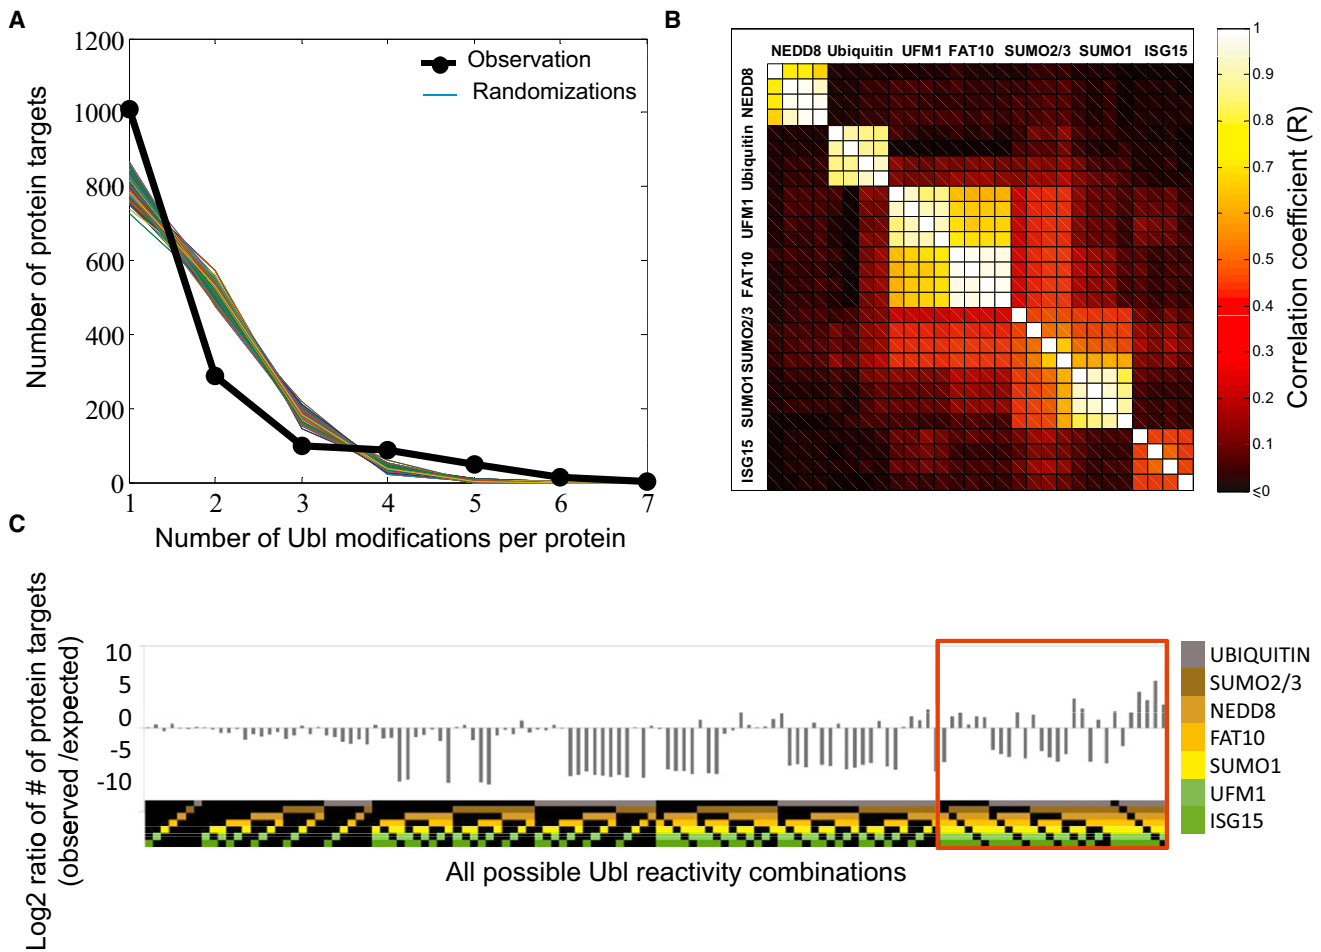 A
1200
1000
800
600
400
200
0
Number of protein targets
Observation
Randomizations
1 2 3 4 5 6 7
Number of Ubl modifications per protein
B
NEDD8 Ubiquitin UFM1 FAT10 SUMO2/3 SUMO1 ISG15
NEDD8
Ubiquitin
UFM1
FAT10
SUMO2/3
SUMO1
ISG15
1
0.9
0.8
0.7
0.6
0.5
0.4
0.3
0.2
0.1
≤0
Correlation coefficient (R)
C
Log2 ratio of # of protein targets
(observed /expected)
10
5
0
-5
-10
UBIQUITIN
SUMO2/3
NEDD8
FAT10
SUMO1
UFM1
ISG15
All possible Ubl reactivity combinations